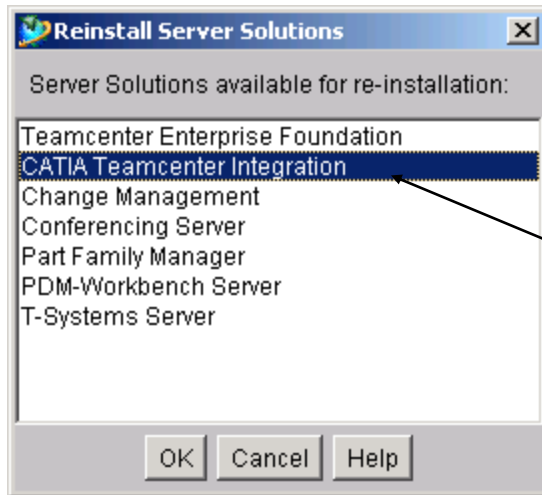 Reinstall Server Solutions
Server Solutions available for re-installation:
Teamcenter Enterprise Foundation
CATIA Teamcenter Integration
Change Management
Conferencing Server
Part Family Manager
PDM-Workbench Server
T-Systems Server
OK Cancel Help